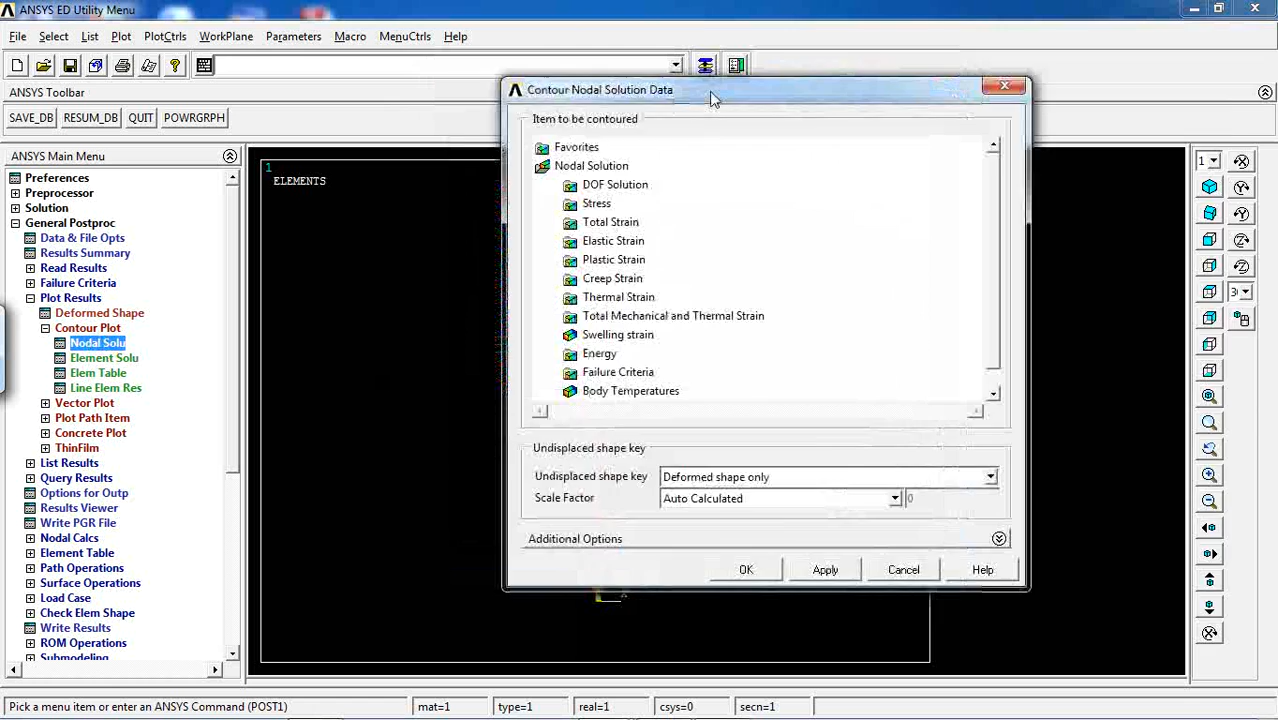 ANSYS ED Utility Menu
File Select List Plot PlotCtrls WorkPlane Parameters Macro MenuCtrls Help
ANSYS Toolbar
SAVE_DB RESUM_DB QUIT POWRGRPH
ANSYS Main Menu
Preferences
Preprocessor
Solution
General Postproc
Data & File Opts
Results Summary
Read Results
Failure Criteria
Plot Results
Deformed Shape
Contour Plot
Nodal Solu
Element Solu
Elem Table
Line Elem Res
Vector Plot
Plot Path Item
Concrete Plot
ThinFilm
List Results
Query Results
Options for Outp
Results Viewer
Write PGR File
Nodal Calcs
Element Table
Path Operations
Surface Operations
Load Case
Check Elem Shape
Write Results
ROM Operations
Submodeling
1
ELEMENTS
Contour Nodal Solution Data
Item to be contoured
Favorites
Nodal Solution
DOF Solution
Stress
Total Strain
Elastic Strain
Plastic Strain
Creep Strain
Thermal Strain
Total Mechanical and Thermal Strain
Swelling strain
Energy
Failure Criteria
Body Temperatures
Undisplaced shape key
Undisplaced shape key Deformed shape only
Scale Factor Auto Calculated 0
Additional Options
OK Apply Cancel Help
1
Pick a menu item or enter an ANSYS Command (POST1) mat=1 type=1 real=1 csys=0 secn=1